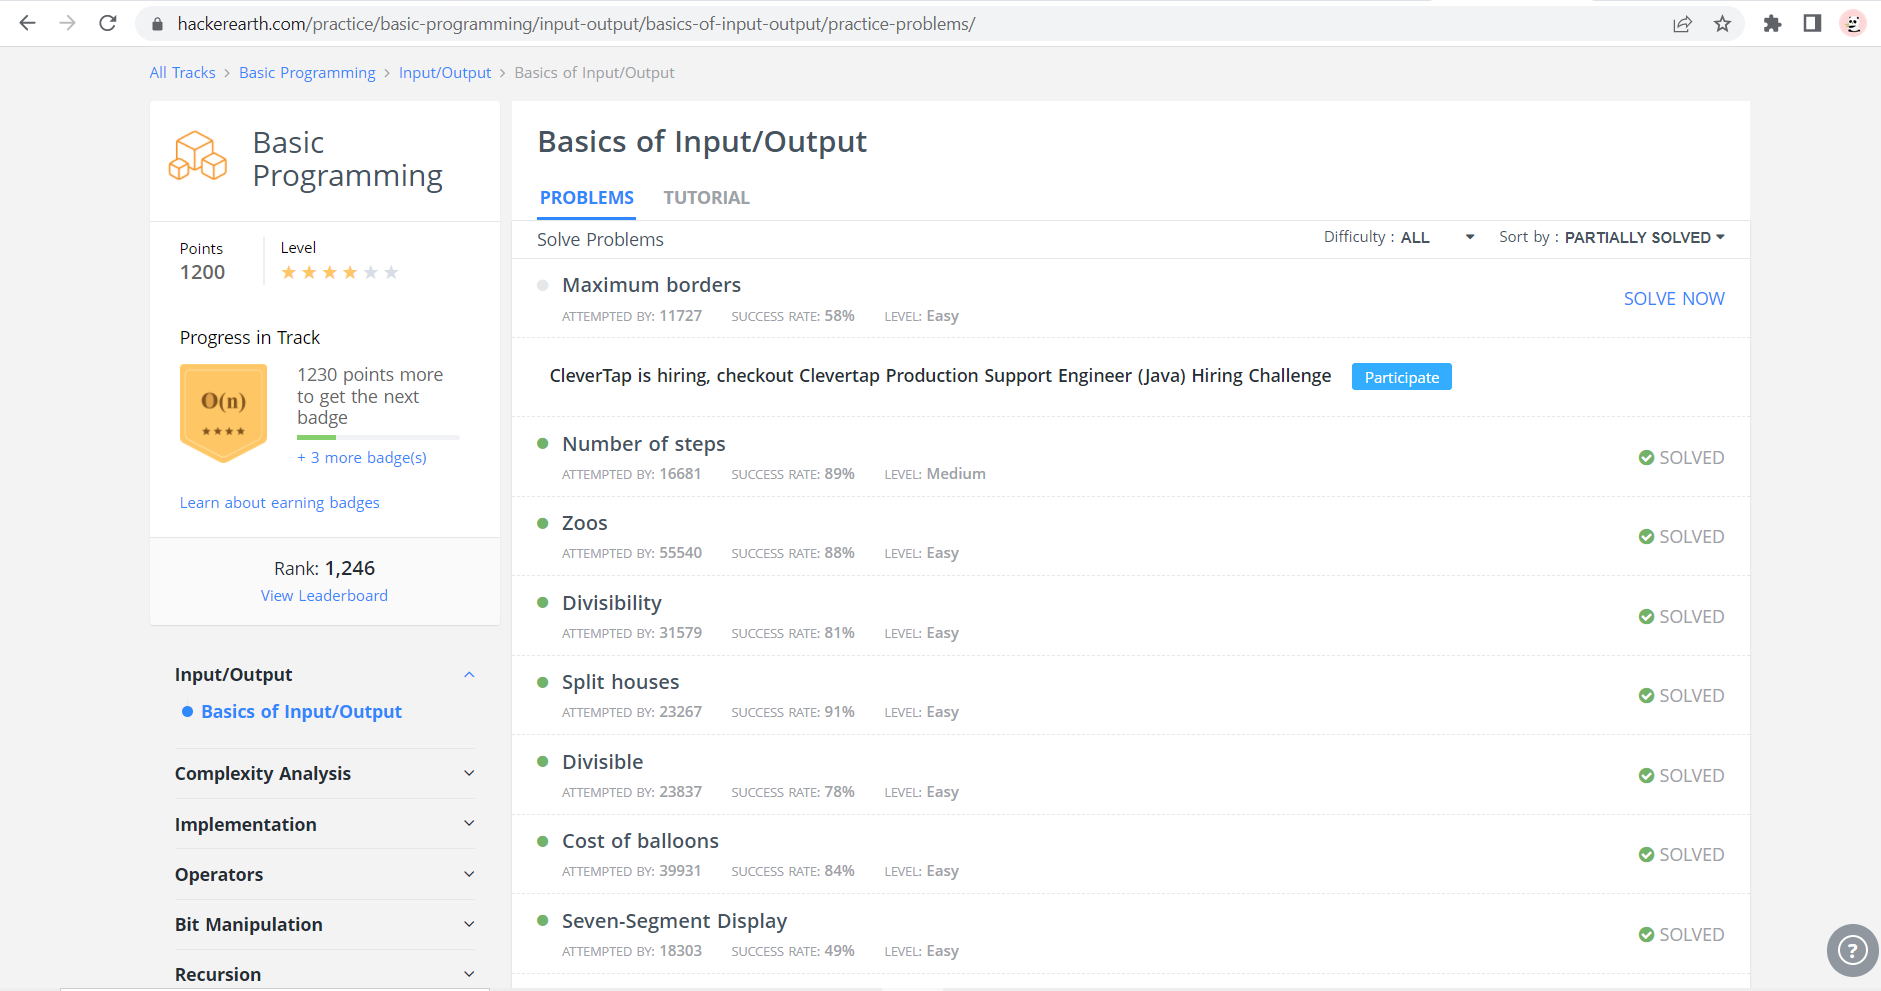 hackerearth.com/practice/basic-programming/input-output/basics-of-input-output/practice-problems/
All Tracks > Basic Programming > Input/Output > Basics of Input/Output
Basic
Programming
Points
1200
Level
Progress in Track
O(n)
1230 points more
to get the next
badge
+ 3 more badge(s)
Learn about earning badges
Rank: 1,246
View Leaderboard
Input/Output
Basics of Input/Output
Complexity Analysis
Implementation
Operators
Bit Manipulation
Recursion
Basics of Input/Output
PROBLEMS TUTORIAL
Solve Problems Difficulty : ALL Sort by : PARTIALLY SOLVED
Maximum borders
ATTEMPTED BY: 11727 SUCCESS RATE: 58% LEVEL: Easy
SOLVE NOW
CleverTap is hiring, checkout Clevertap Production Support Engineer (Java) Hiring Challenge Participate
Number of steps
ATTEMPTED BY: 16681 SUCCESS RATE: 89% LEVEL: Medium
SOLVED
Zoos
ATTEMPTED BY: 55540 SUCCESS RATE: 88% LEVEL: Easy
SOLVED
Divisibility
ATTEMPTED BY: 31579 SUCCESS RATE: 81% LEVEL: Easy
SOLVED
Split houses
ATTEMPTED BY: 23267 SUCCESS RATE: 91% LEVEL: Easy
SOLVED
Divisible
ATTEMPTED BY: 23837 SUCCESS RATE: 78% LEVEL: Easy
SOLVED
Cost of balloons
ATTEMPTED BY: 39931 SUCCESS RATE: 84% LEVEL: Easy
SOLVED
Seven-Segment Display
ATTEMPTED BY: 18303 SUCCESS RATE: 49% LEVEL: Easy
SOLVED
?